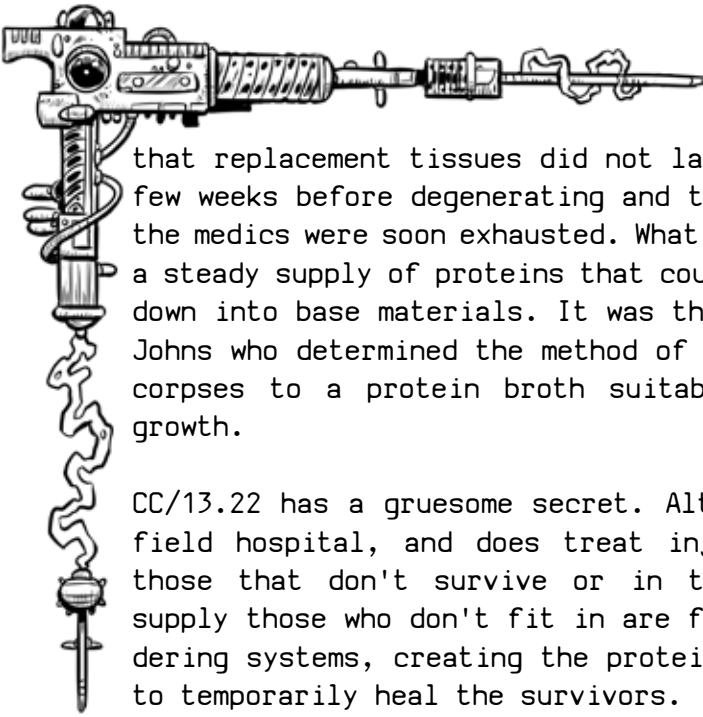 that replacement tissues did not la
few weeks before degenerating and t
the medics were soon exhausted. What
a steady supply of proteins that cou
down into base materials. It was th
Johns who determined the method of
corpses to a protein broth suitab
growth.
CC/13.22 has a gruesome secret. Alt
field hospital, and does treat in
those that don't survive or in t
supply those who don't fit in are f
dering systems, creating the protei
to temporarily heal the survivors.